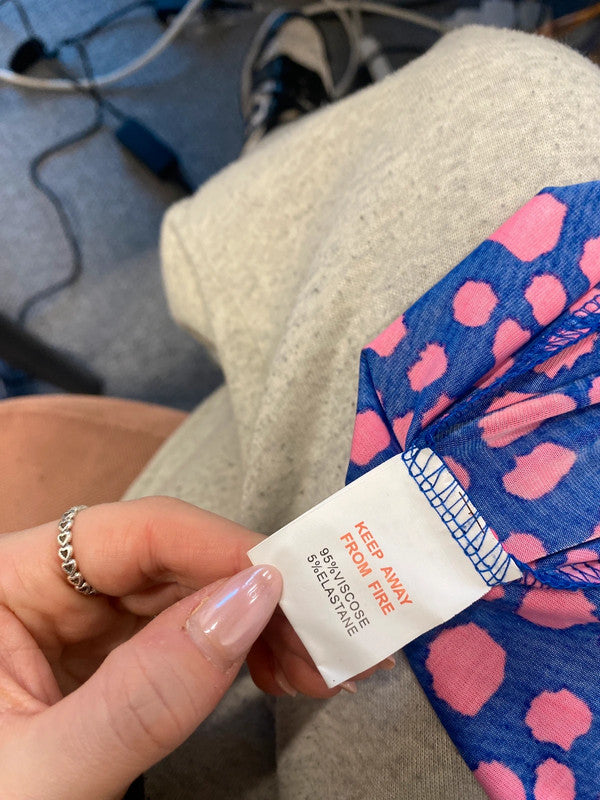 KEEP AWAY
FROM FIRE
95%VISCOSE
5%ELASTANE